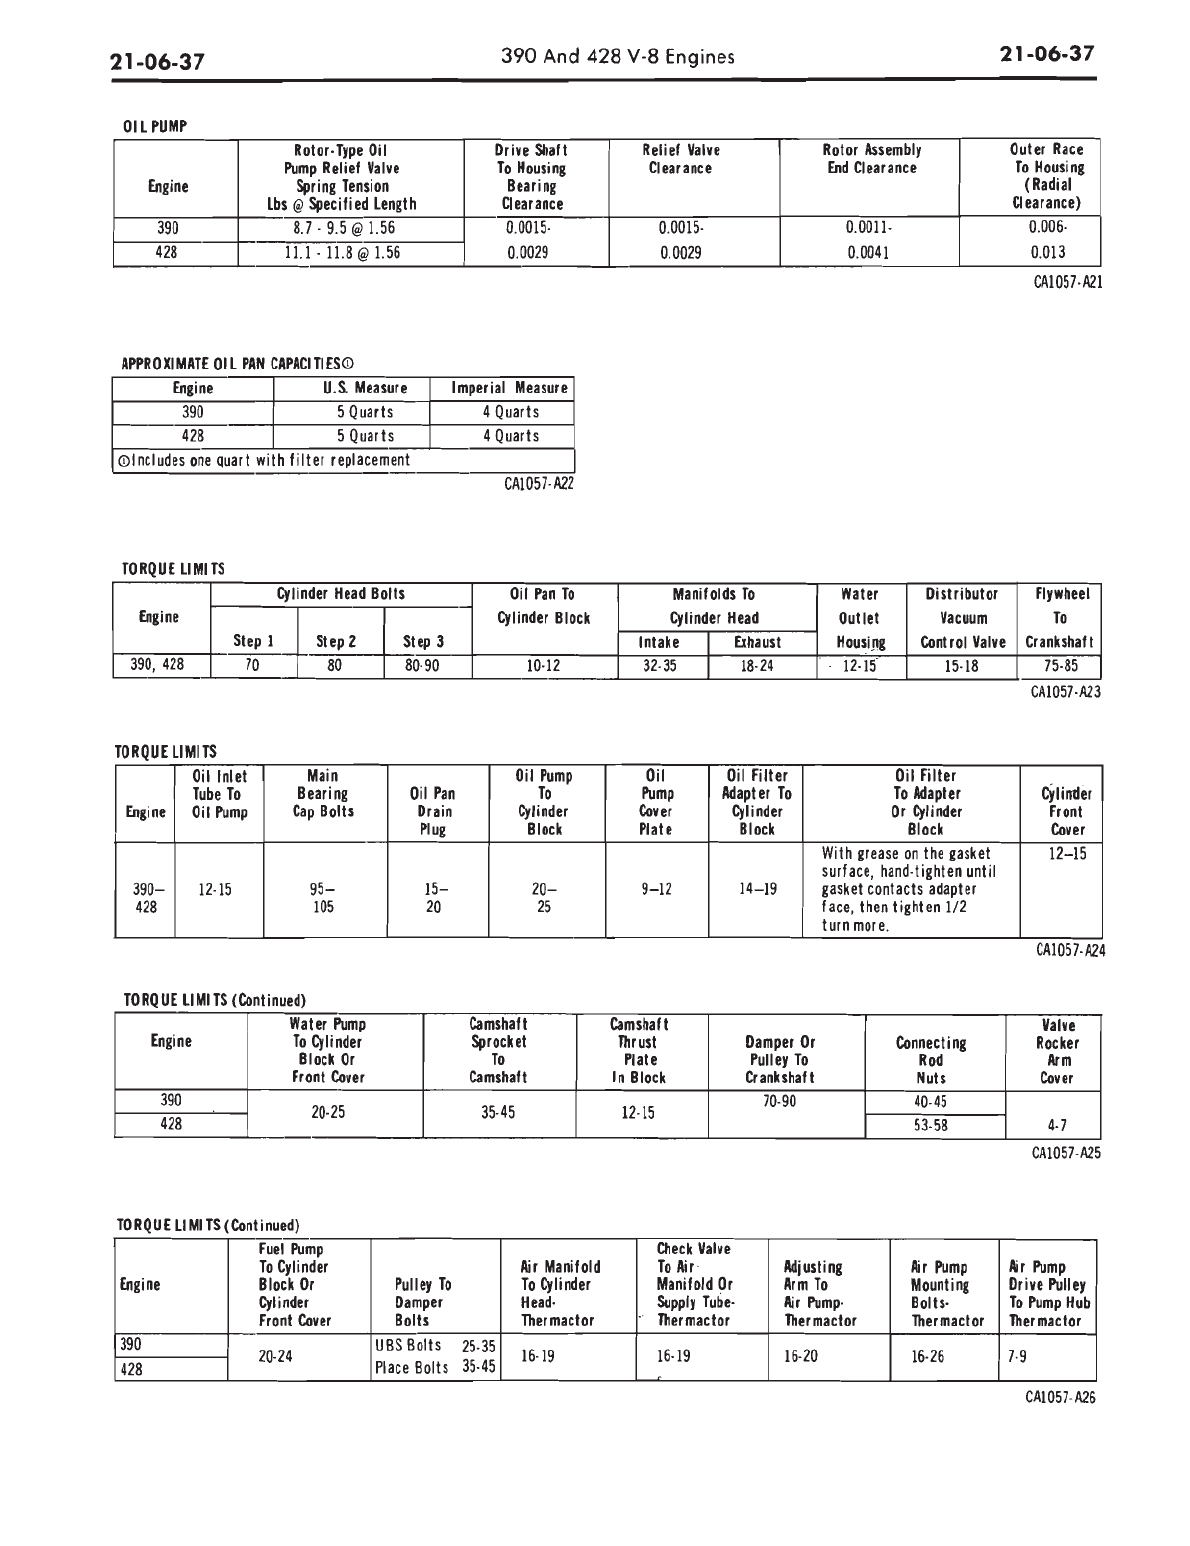 21-06-37 390 And 428 V-8 Engines 21-06-37
OIL PUMP
Engine
Rotor-Type Oil
Pump Relief Valve
Spring Tension
Lbs @ Specified Length
Drive Shaft
To Housing
Bearing
Clearance
Relief Valve
Clearance
Rotor Assembly
End Clearance
Outer Race
To Housing
(Radial
Clearance)
390 8.7 - 9.5 @ 1.56 0.0015- 0.0015- 0.0011- 0.006-
428 11.1 - 11.8 @ 1.56 0.0029 0.0029 0.0041 0.013
CA1057-A21
APPROXIMATE OIL PAN CAPACITIES①
Engine U.S. Measure Imperial Measure
390 5 Quarts 4 Quarts
428 5 Quarts 4 Quarts
①Includes one quart with filter replacement
CA1057-A22
TORQUE LIMITS
Engine
Cylinder Head Bolts
Step 1 Step 2 Step 3
Oil Pan To
Cylinder Block
Manifolds To
Cylinder Head
Intake Exhaust
Water
Outlet
Housing
Distributor
Vacuum
Control Valve
Flywheel
To
Crankshaft
390, 428 70 80 80-90 10-12 32-35 18-24 12-15 15-18 75-85
CA1057-A23
TORQUE LIMITS
Engine
Oil Inlet
Tube To
Oil Pump
Main
Bearing
Cap Bolts
Oil Pan
Drain
Plug
Oil Pump
To
Cylinder
Block
Oil
Pump
Cover
Plate
Oil Filter
Adapter To
Cylinder
Block
Oil Filter
To Adapter
Or Cylinder
Block
Cylinder
Front
Cover
390–
428
12-15
95–
105
15–
20
20–
25
9–12
14–19
With grease on the gasket
surface, hand-tighten until
gasket contacts adapter
face, then tighten 1/2
turn more.
12–15
CA1057-A24
TORQUE LIMITS (Continued)
Engine
Water Pump
To Cylinder
Block Or
Front Cover
Camshaft
Sprocket
To
Camshaft
Camshaft
Thrust
Plate
In Block
Damper Or
Pulley To
Crankshaft
Connecting
Rod
Nuts
Valve
Rocker
Arm
Cover
390
428
20-25
35-45
12-15
70-90
40-45
53-58
4-7
CA1057-A25
TORQUE LIMITS (Continued)
Engine
Fuel Pump
To Cylinder
Block Or
Cylinder
Front Cover
Pulley To
Damper
Bolts
Air Manifold
To Cylinder
Head-
Thermactor
Check Valve
To Air
Manifold Or
Supply Tube-
Thermactor
Adjusting
Arm To
Air Pump-
Thermactor
Air Pump
Mounting
Bolts-
Thermactor
Air Pump
Drive Pulley
To Pump Hub
Thermactor
390
428
20-24
UBS Bolts 25-35
Place Bolts 35-45
16-19
16-19
16-20
16-26
7-9
CA1057-A26